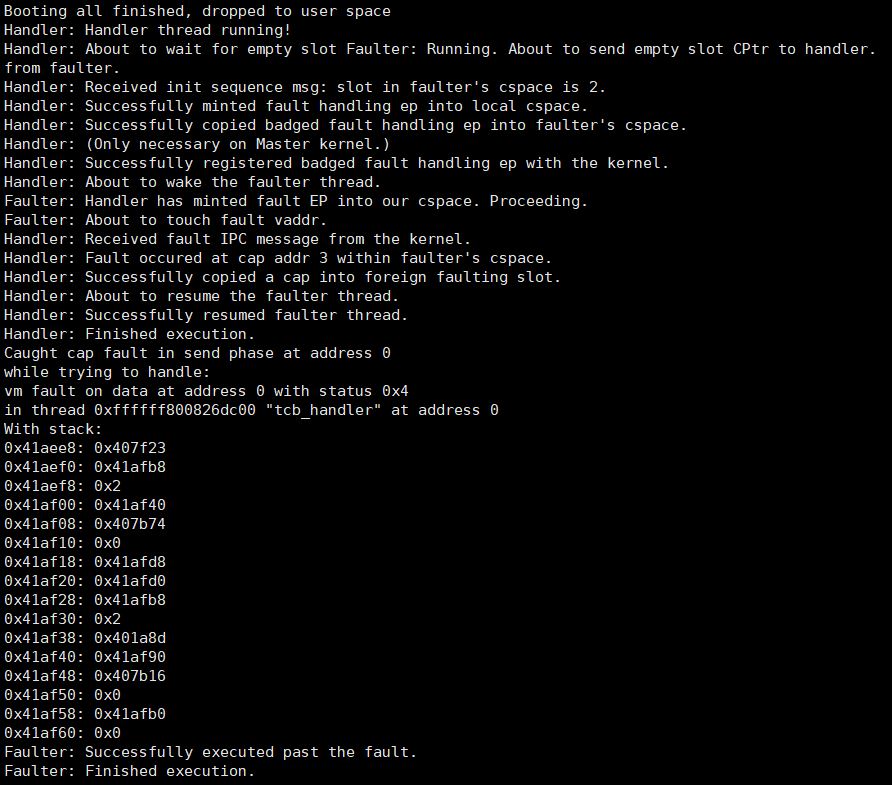 Booting all finished, dropped to user space
Handler: Handler thread running!
Handler: About to wait for empty slot Faulter: Running. About to send empty slot CPtr to handler.
from faulter.
Handler: Received init sequence msg: slot in faulter's cspace is 2.
Handler: Successfully minted fault handling ep into local cspace.
Handler: Successfully copied badged fault handling ep into faulter's cspace.
Handler: (Only necessary on Master kernel.)
Handler: Successfully registered badged fault handling ep with the kernel.
Handler: About to wake the faulter thread.
Faulter: Handler has minted fault EP into our cspace. Proceeding.
Faulter: About to touch fault vaddr.
Handler: Received fault IPC message from the kernel.
Handler: Fault occured at cap addr 3 within faulter's cspace.
Handler: Successfully copied a cap into foreign faulting slot.
Handler: About to resume the faulter thread.
Handler: Successfully resumed faulter thread.
Handler: Finished execution.
Caught cap fault in send phase at address 0
while trying to handle:
vm fault on data at address 0 with status 0x4
in thread 0xffffff800826dc00 "tcb_handler" at address 0
With stack:
0x41aee8: 0x407f23
0x41aef0: 0x41afb8
0x41aef8: 0x2
0x41af00: 0x41af40
0x41af08: 0x407b74
0x41af10: 0x0
0x41af18: 0x41afd8
0x41af20: 0x41afd0
0x41af28: 0x41afb8
0x41af30: 0x2
0x41af38: 0x401a8d
0x41af40: 0x41af90
0x41af48: 0x407b16
0x41af50: 0x0
0x41af58: 0x41afb0
0x41af60: 0x0
Faulter: Successfully executed past the fault.
Faulter: Finished execution.